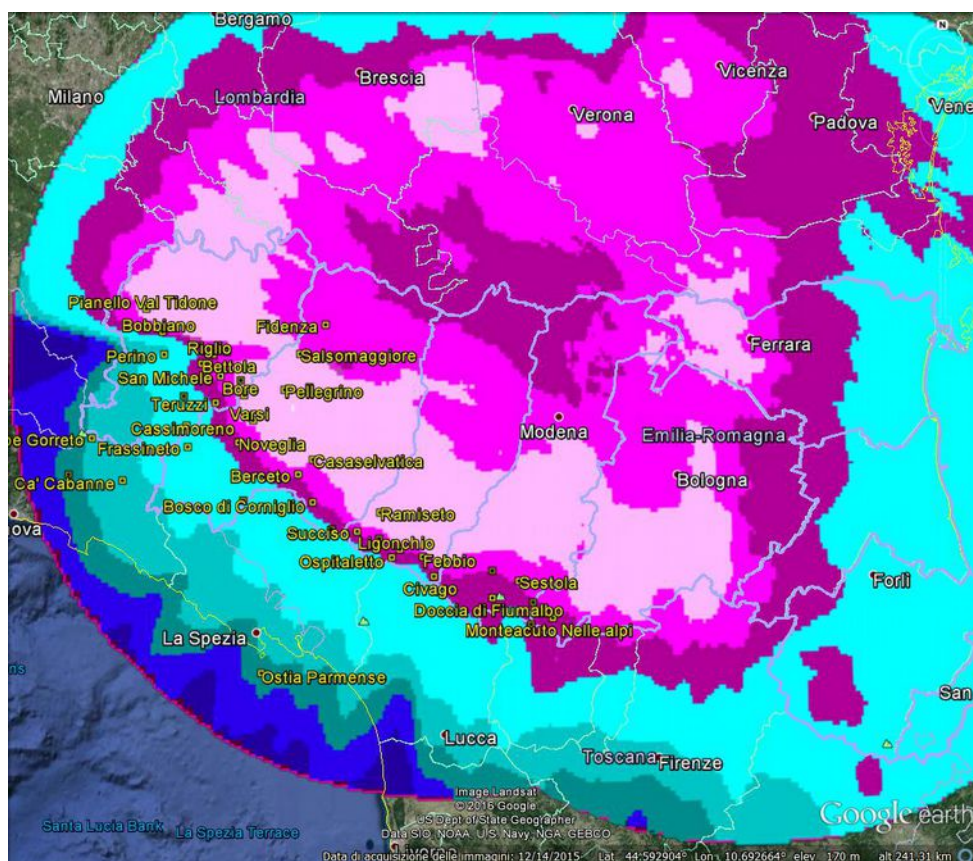 Bergamo
Milano
Lombardia
Brescia
Verona
Vicenza
Padova
Vene
N
Pianello Val Tidone
Bobbiano
Fidenza
Perino
Riglio
Bettola
Salsomaggiore
San Michele
Bore
Pellegrino
Teruzzi
Varsi
Cassimoreno
oe Gorreto
Frassineto
Noveglia
Casaselvatica
Ca' Cabanne
Berceto
Bosco di Corniglio
Ramiseto
Succiso
Ligonchio
Ospitaletto
Febbio
Civago
Sestola
Doccia di Fiumalbo
Monteacuto Nelle alpi
Ferrara
Modena
Emilia-Romagna
Bologna
Forlì
ova
La Spezia
Ostia Parmense
San
Lucca
Toscana
Firenze
Image Landsat
© 2016 Google
US Dept of State Geographer
Data SIO, NOAA, U.S. Navy, NGA, GEBCO
Google earth
Santa Lucia Bank
La Spezia Terrace
Livorno
Data di acquisizione delle immagini: 12/14/2015 Lat 44.592904° Lon 10.692664° elev 170 m alt 241.31 km